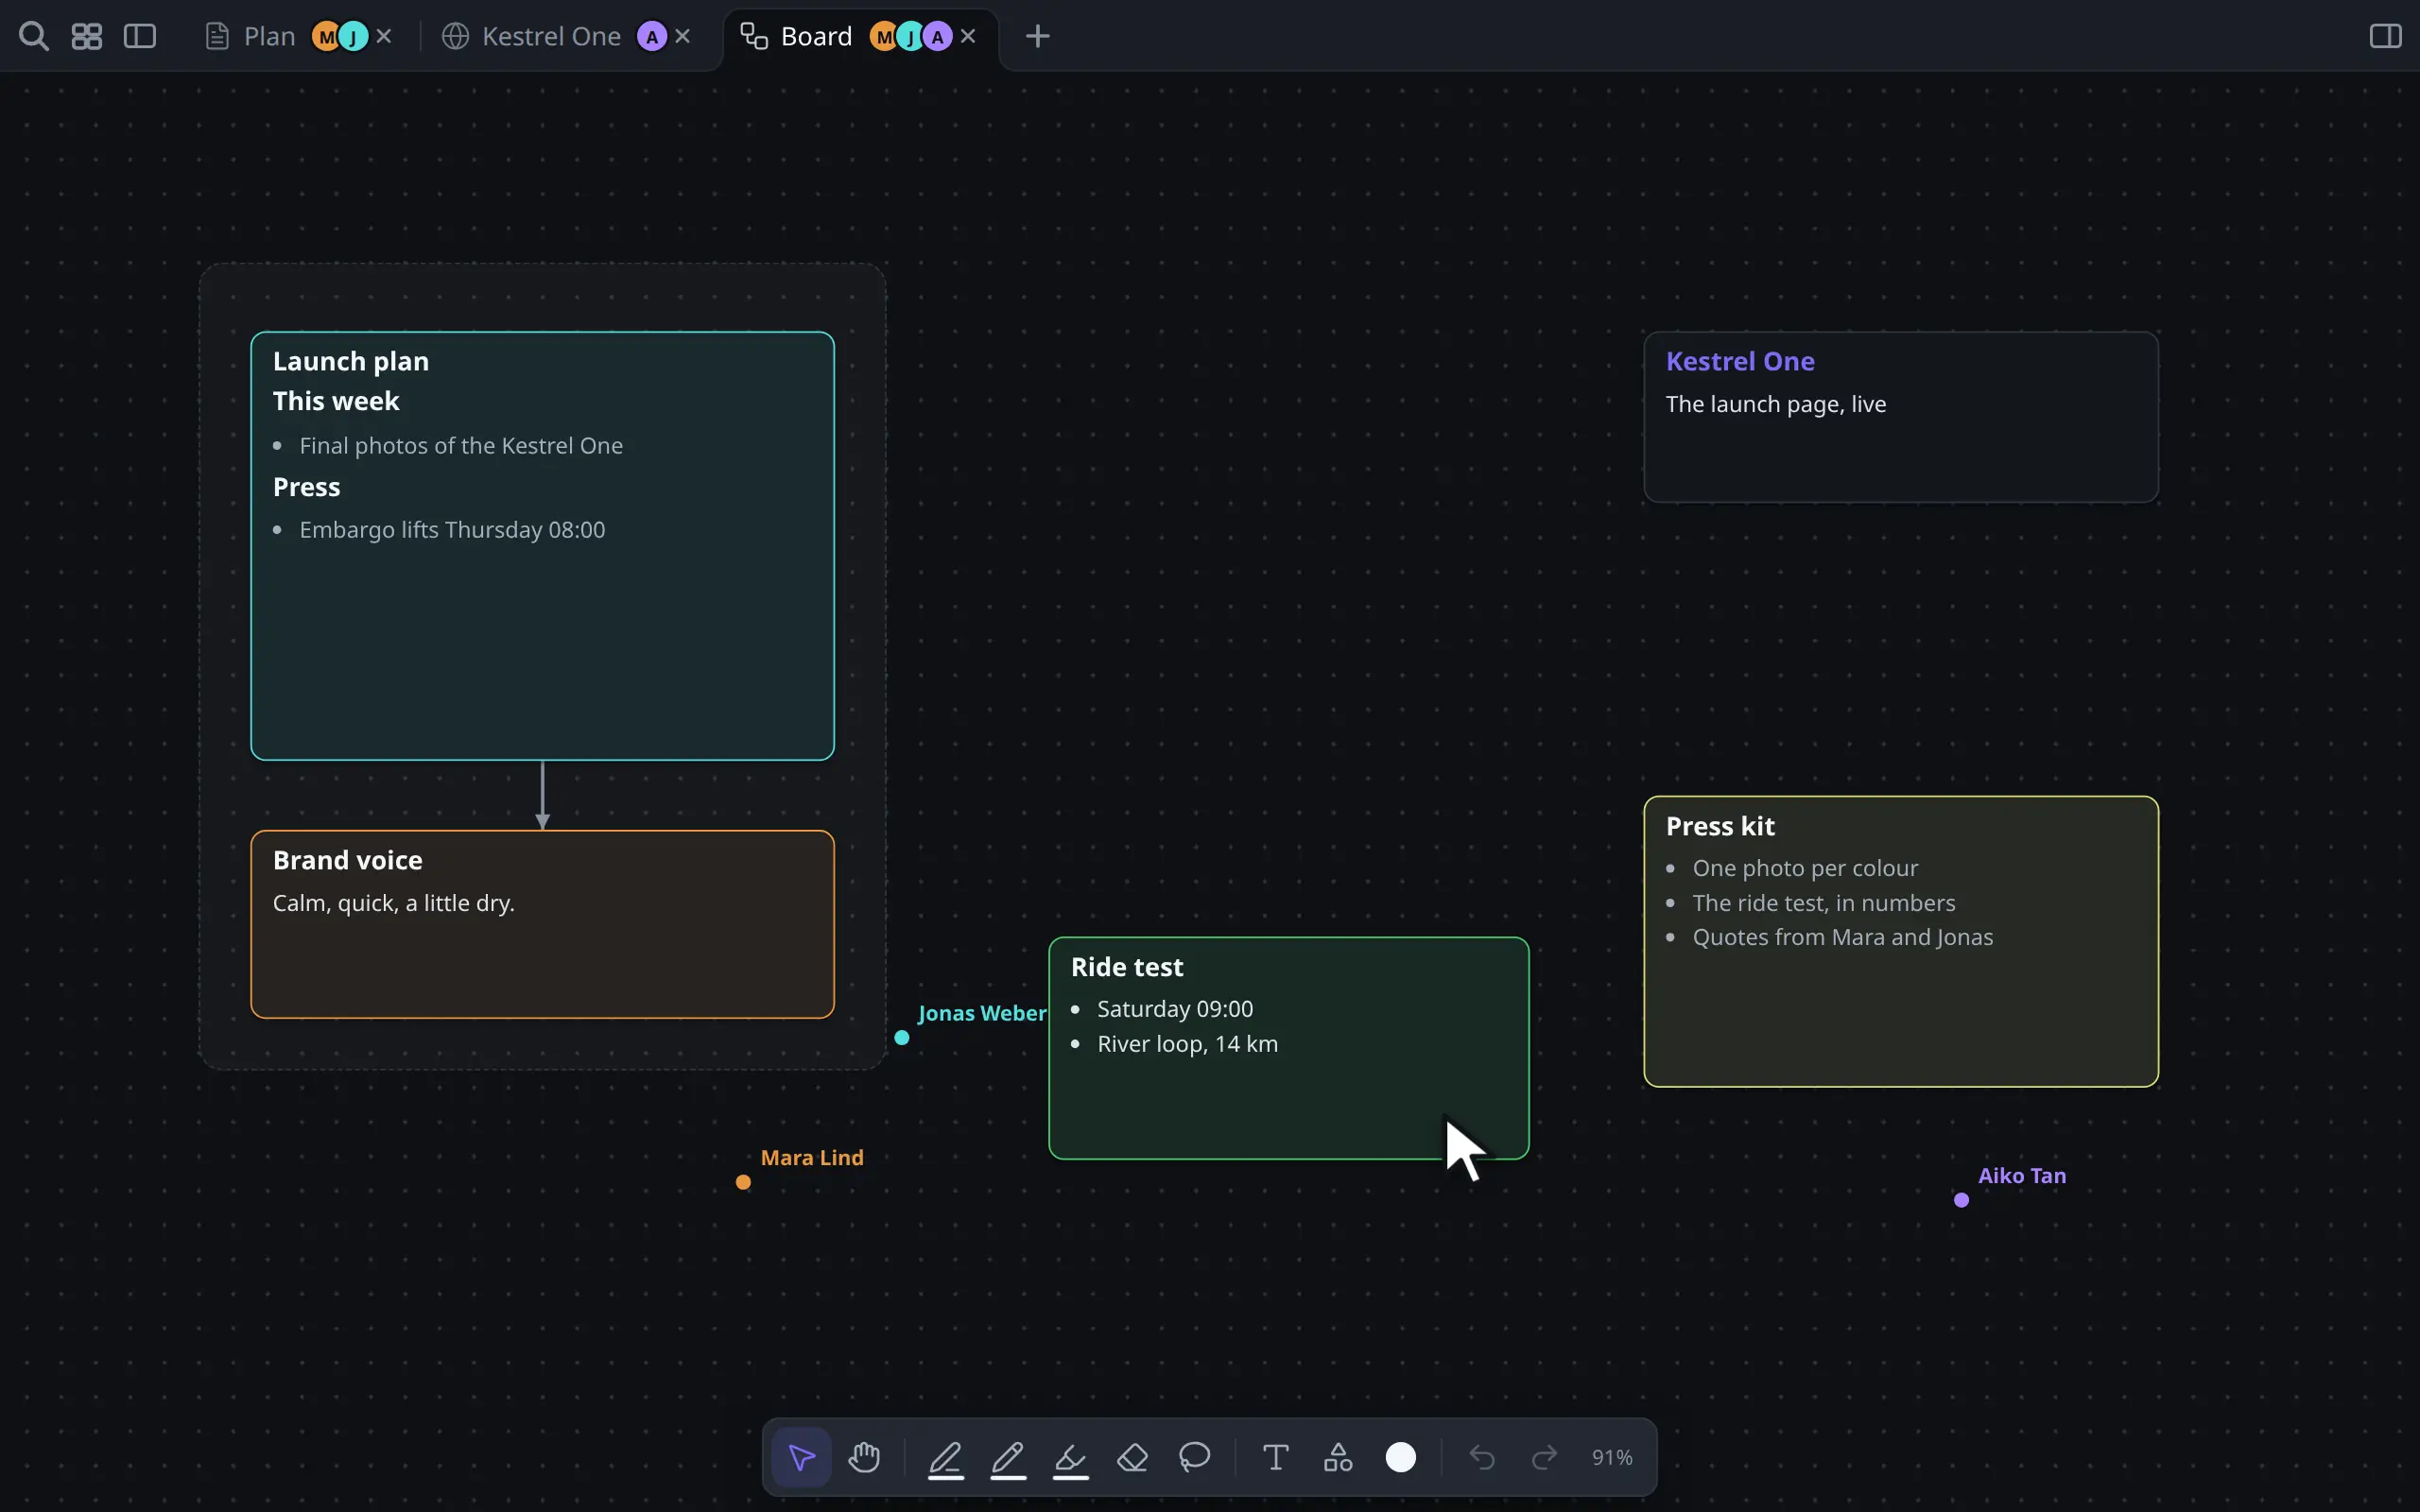 Plan M J
Kestrel One A
Board M J A
Launch plan
This week
Final photos of the Kestrel One
Press
Embargo lifts Thursday 08:00
Brand voice
Calm, quick, a little dry.
Jonas Weber
Mara Lind
Ride test
Saturday 09:00
River loop, 14 km
Kestrel One
The launch page, live
Press kit
One photo per colour
The ride test, in numbers
Quotes from Mara and Jonas
Aiko Tan
91%